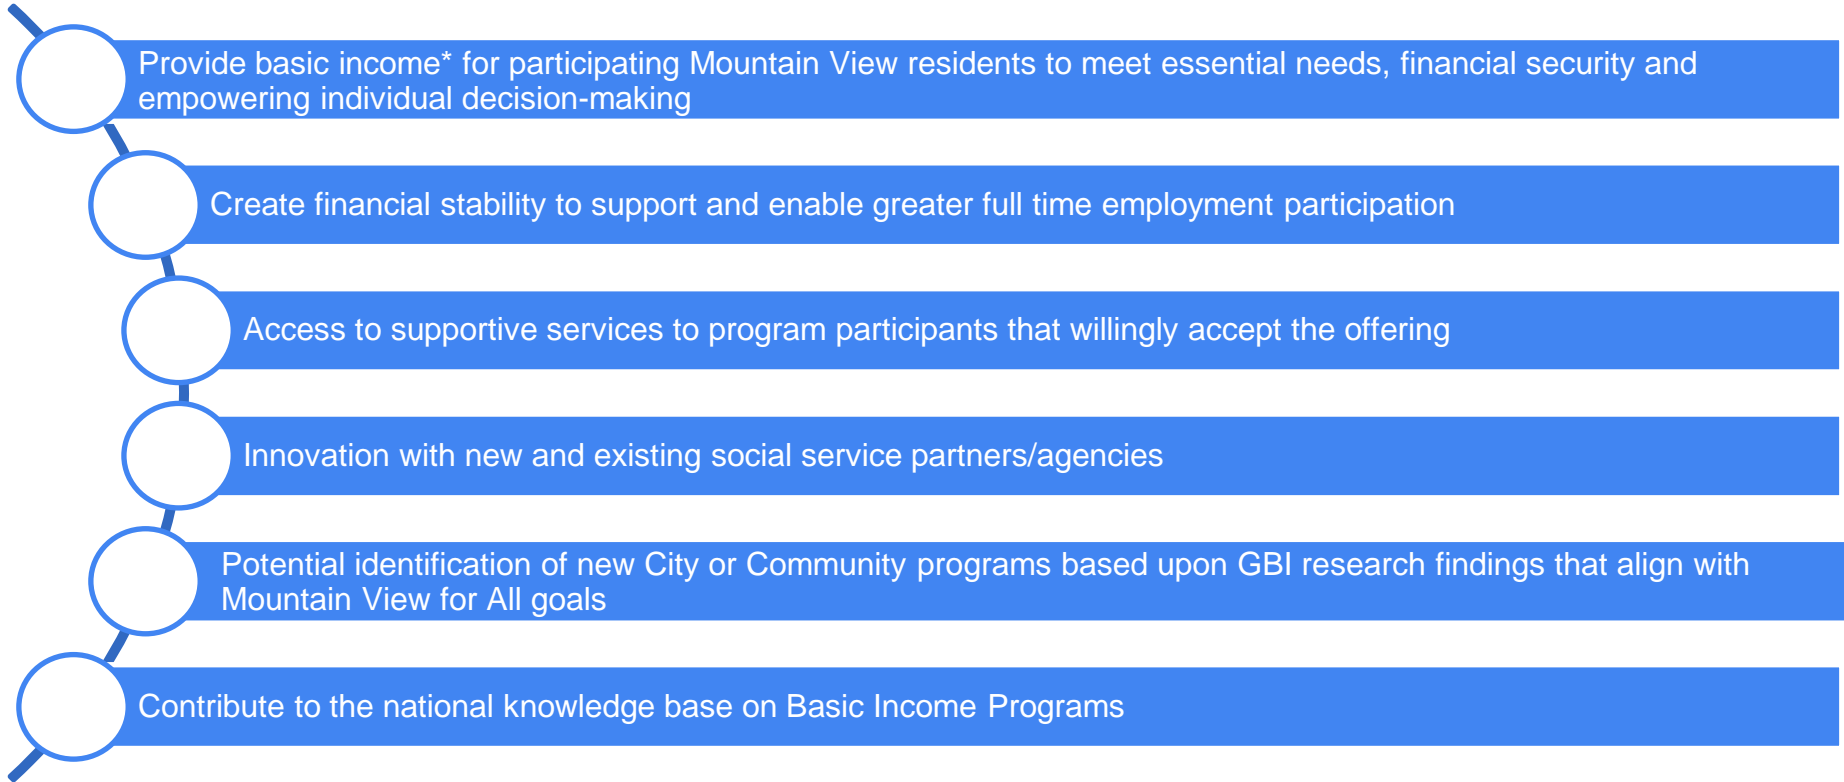 Provide basic income* for participating Mountain View residents to meet essential needs, financial security and
empowering individual decision-making
Create financial stability to support and enable greater full time employment participation
Access to supportive services to program participants that willingly accept the offering
Innovation with new and existing social service partners/agencies
Potential identification of new City or Community programs based upon GBI research findings that align with
Mountain View for All goals
Contribute to the national knowledge base on Basic Income Programs